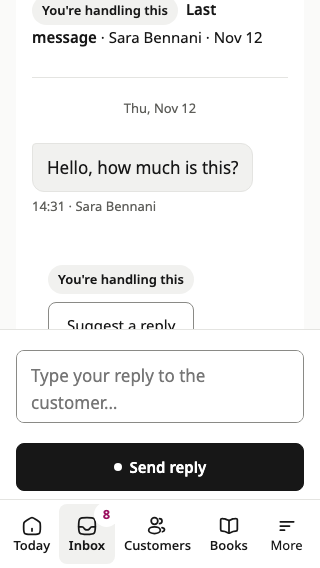 You're handling this Last
message · Sara Bennani · Nov 12
Thu, Nov 12
Hello, how much is this?
14:31 · Sara Bennani
You're handling this
Suggest a reply
Type your reply to the
customer...
Send reply
8
Today Inbox Customers Books More